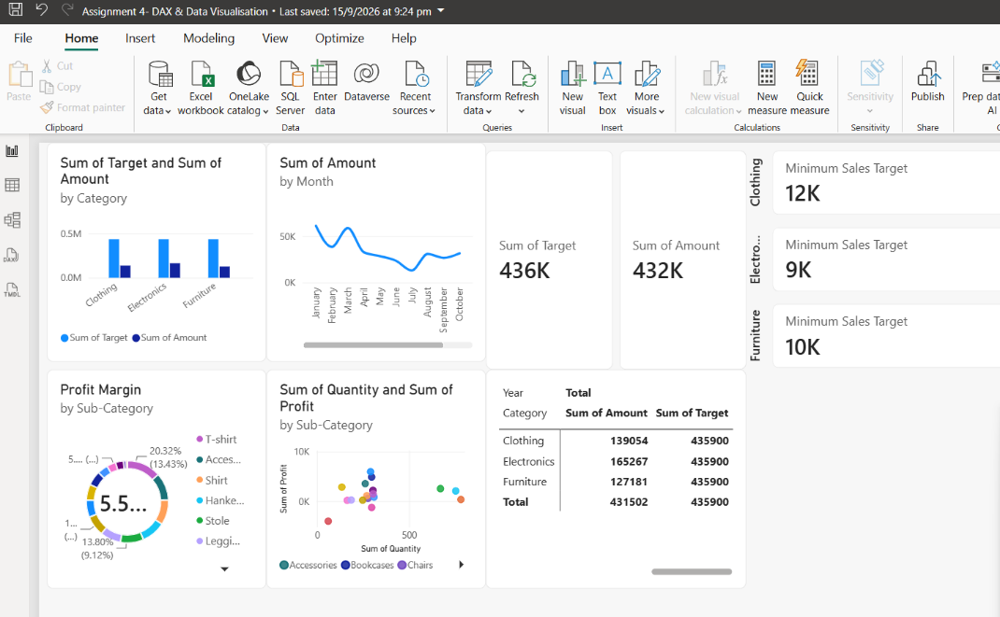 Assignment 4- DAX & Data Visualisation • Last saved: 15/9/2026 at 9:24 pm
File Home Insert Modeling View Optimize Help
Paste
Cut
Copy
Format painter
Clipboard
Get data
Excel workbook
OneLake catalog
SQL Server
Enter data
Dataverse
Recent sources
Data
Transform data
Refresh
Queries
New visual
Text box
More visuals
Insert
New visual calculation
New measure
Quick measure
Calculations
Sensitivity
Sensitivity
Publish
Share
Prep dat
AI
DAX
TMDL
Sum of Target and Sum of
Amount
by Category
0.5M
0.0M
Clothing
Electronics
Furniture
Sum of Target Sum of Amount
Sum of Amount
by Month
50K
0K
January
February
March
April
May
June
July
August
September
October
Sum of Target
436K
Sum of Amount
432K
Clothing
Minimum Sales Target
12K
Electro...
Minimum Sales Target
9K
Furniture
Minimum Sales Target
10K
Profit Margin
by Sub-Category
20.32%
(13.43%)
5.... (...)
5.5...
1...
(...)
13.80%
(9.12%)
T-shirt
Acces...
Shirt
Hanke...
Stole
Leggi...
Sum of Quantity and Sum of
Profit
by Sub-Category
Sum of Profit
10K
0K
0 500
Sum of Quantity
Accessories Bookcases Chairs
Year Total
Category Sum of Amount Sum of Target
Clothing 139054 435900
Electronics 165267 435900
Furniture 127181 435900
Total 431502 435900